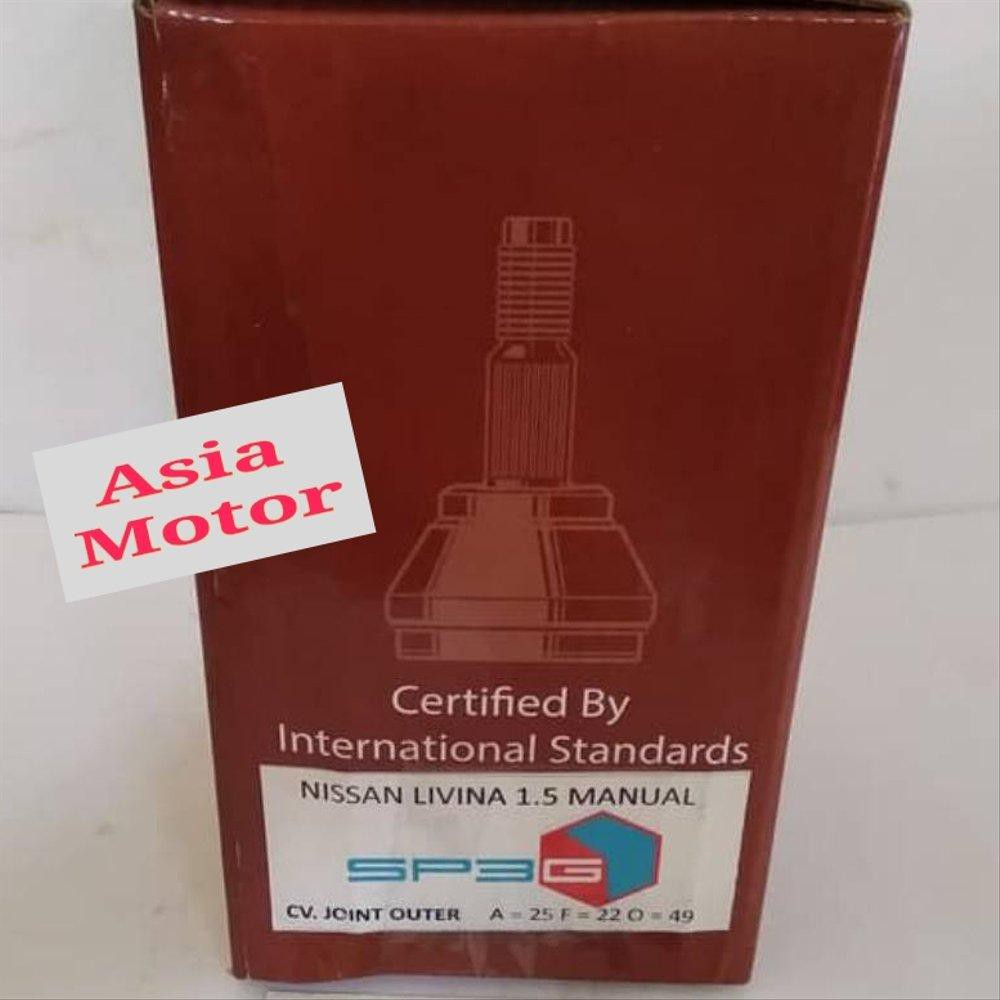 Asia
Motor
Certified By
International Standards
NISSAN LIVINA 1.5 MANUAL
SP3G
CV. JOINT OUTER A = 25 F = 22 O = 49